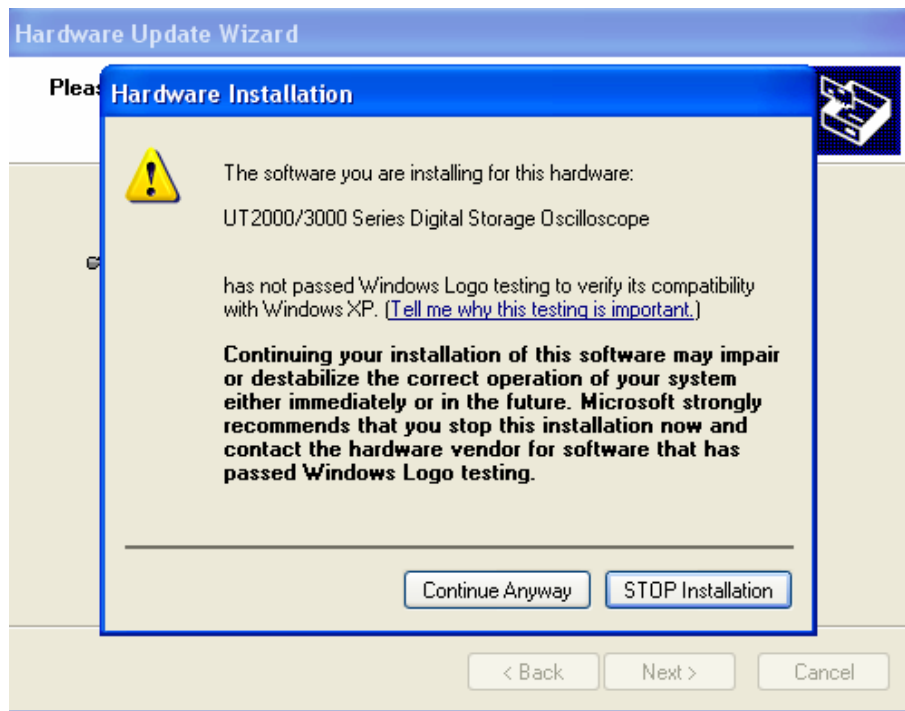 Hardware Update Wizard
Pleas
Hardware Installation
The software you are installing for this hardware:
UT2000/3000 Series Digital Storage Oscilloscope
has not passed Windows Logo testing to verify its compatibility
with Windows XP. (Tell me why this testing is important.)
Continuing your installation of this software may impair
or destabilize the correct operation of your system
either immediately or in the future. Microsoft strongly
recommends that you stop this installation now and
contact the hardware vendor for software that has
passed Windows Logo testing.
Continue Anyway
STOP Installation
< Back
Next >
Cancel